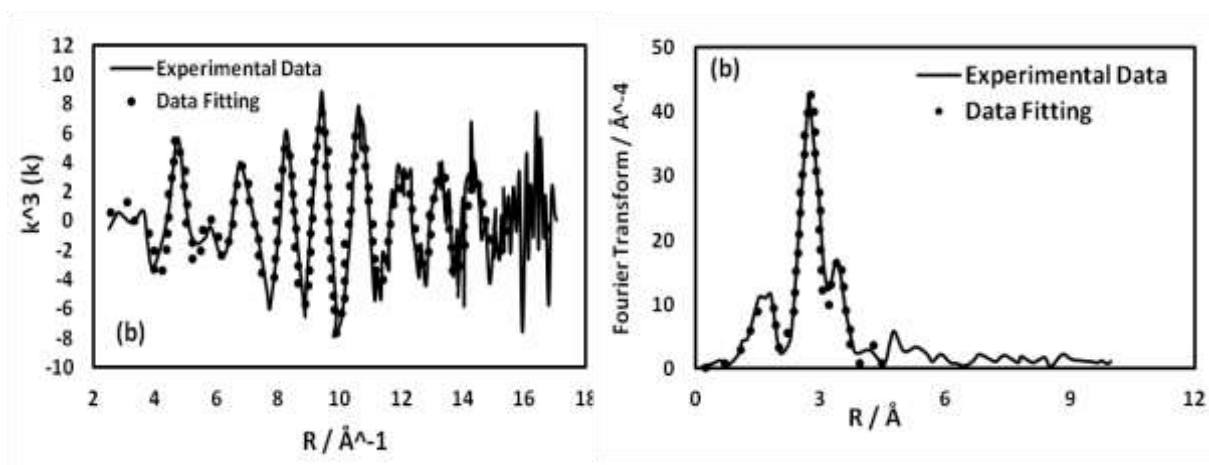 12
10
8
6
4
2
0
-2
-4
-6
-8
-10
k^3 (k)
Experimental Data
Data Fitting
(b)
2 4 6 8 10 12 14 16 18
R / Å^-1
50
40
30
20
10
0
Fourier Transform / Å^-4
(b)
Experimental Data
Data Fitting
0 3 6 9 12
R / Å